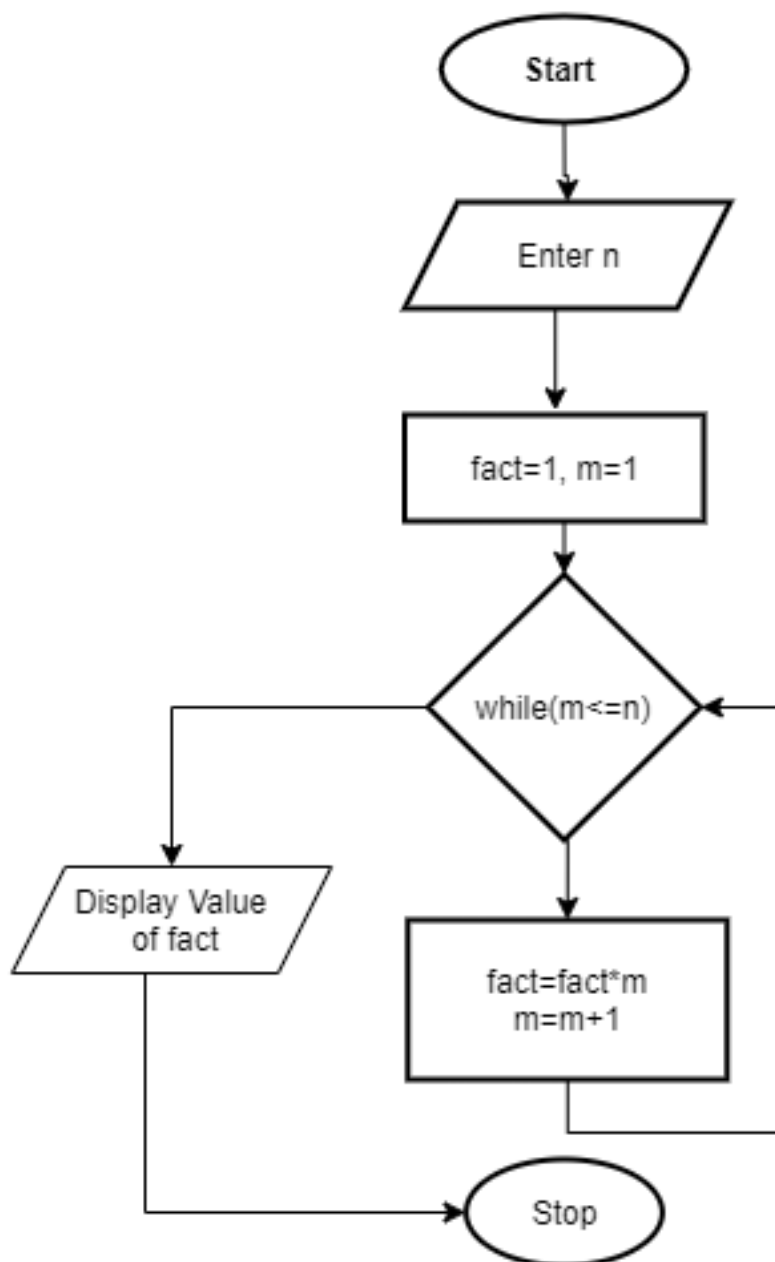 Start
Enter n
fact=1, m=1
while(m<=n)
Display Value
of fact
fact=fact*m
m=m+1
Stop